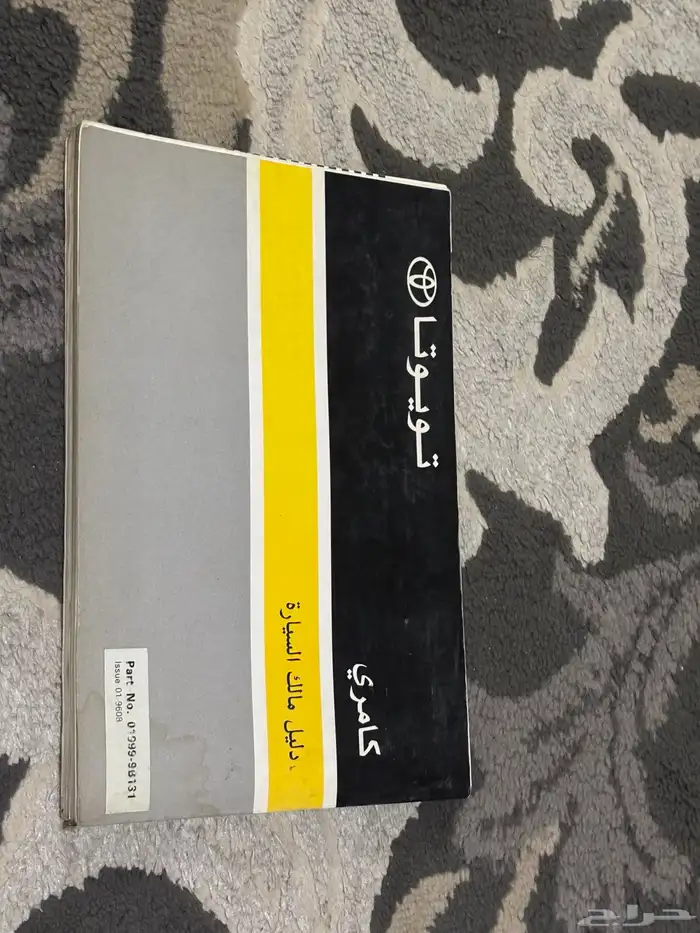 تويوتا
كامري
دليل مالك السيارة
Part No. 01999-98131
Issue 01-9608
حراج